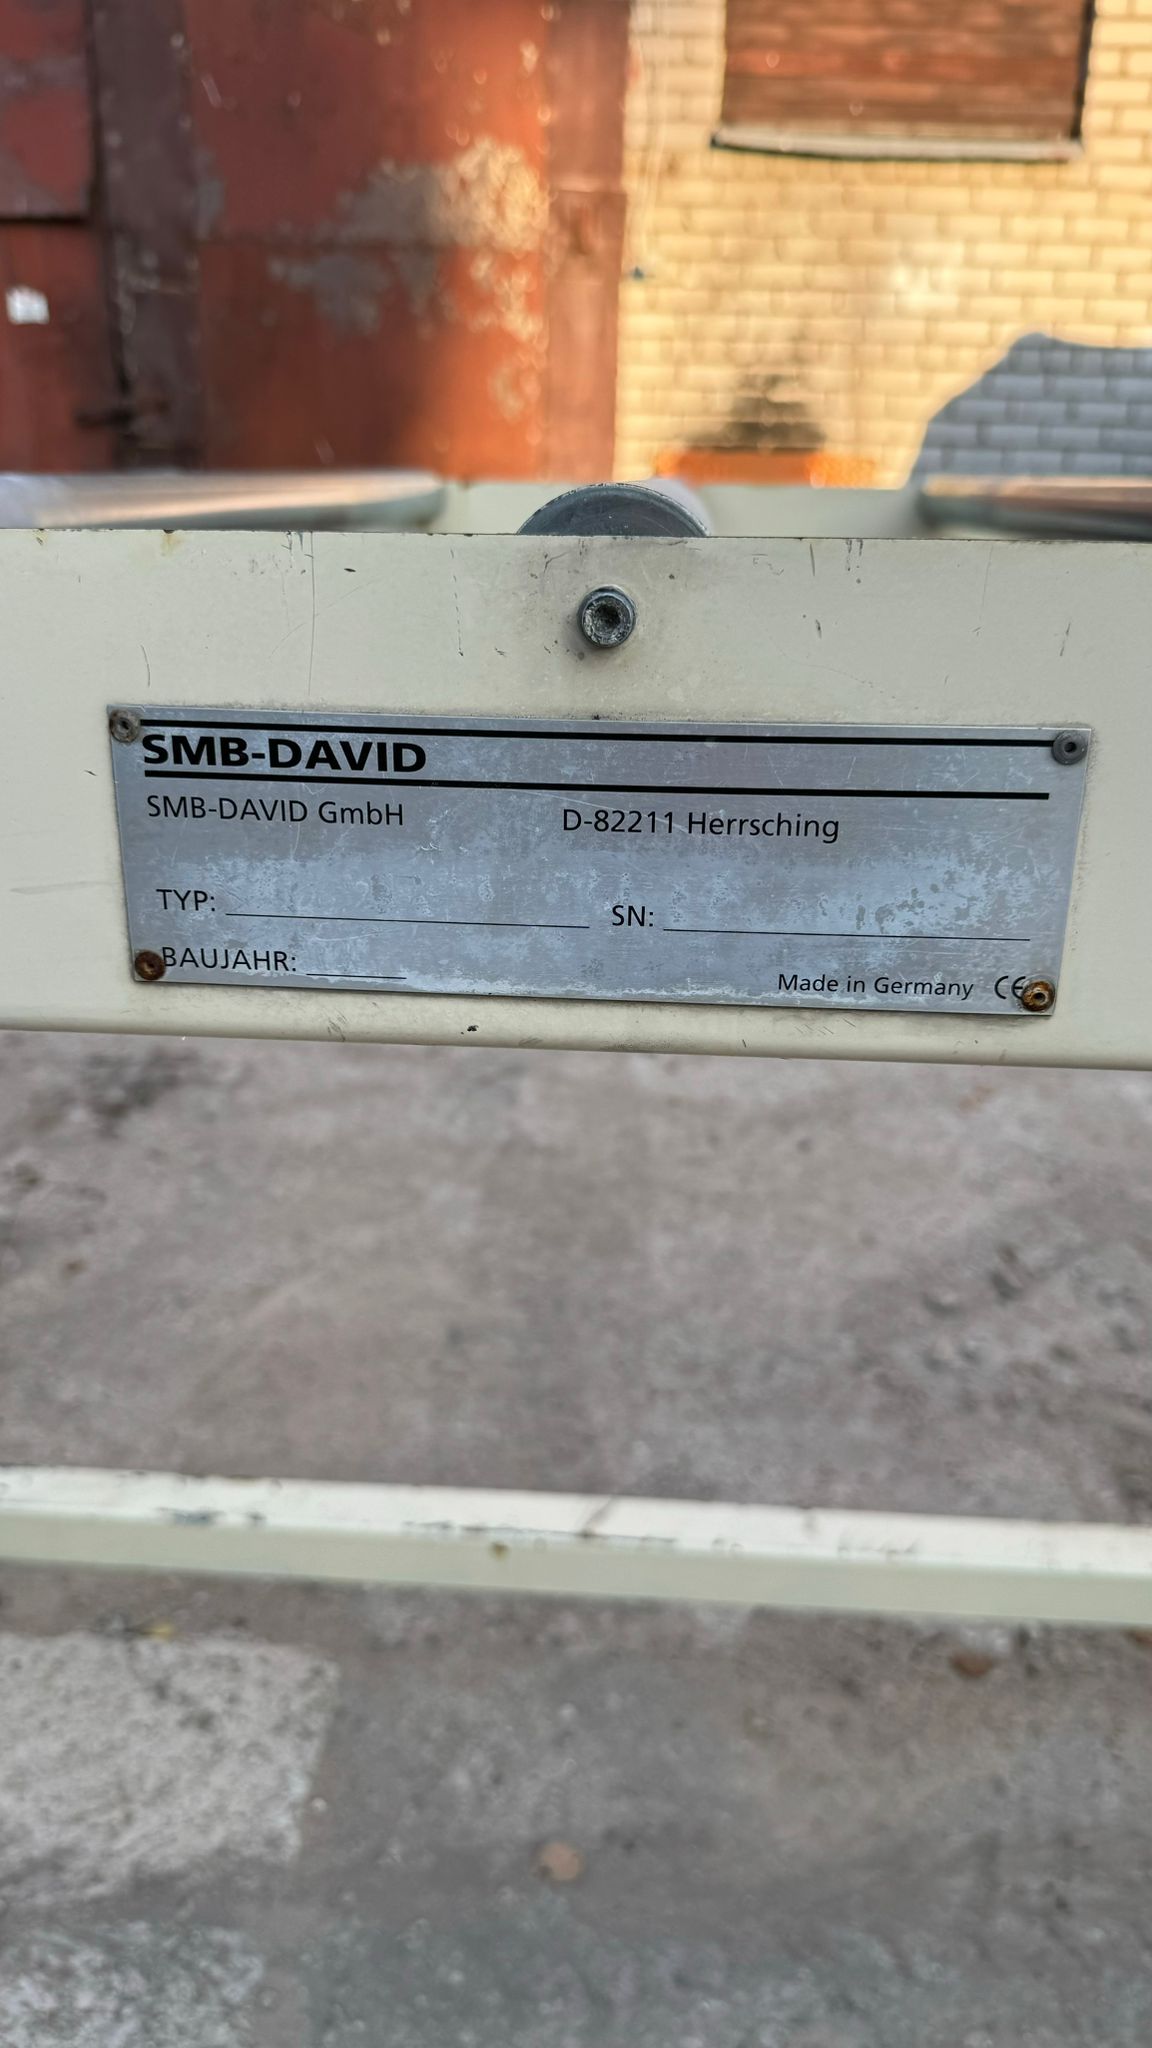 SMB-DAVID
SMB-DAVID GmbH D-82211 Herrsching
TYP: SN:
BAUJAHR:
Made in Germany CE